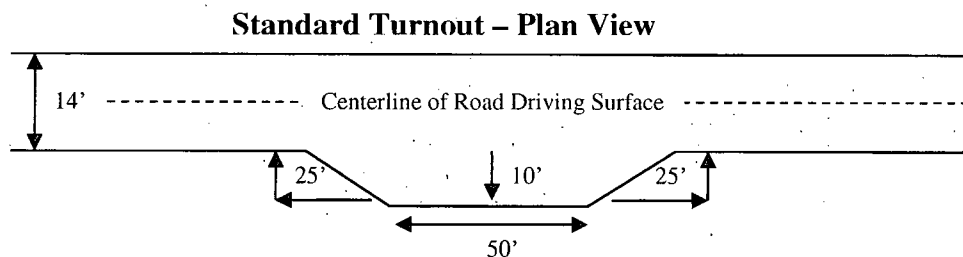 Standard Turnout – Plan View
14'
Centerline of Road Driving Surface
25'
10'
25'
50'